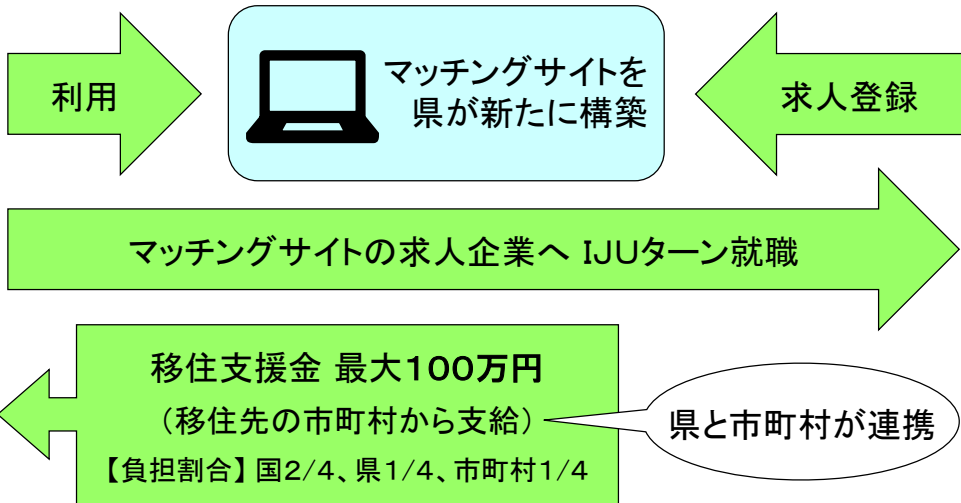 利用
マッチングサイトを
県が新たに構築
求人登録
マッチングサイトの求人企業へ IJUターン就職
移住支援金 最大100万円
（移住先の市町村から支給）
【負担割合】国2/4、県1/4、市町村1/4
県と市町村が連携